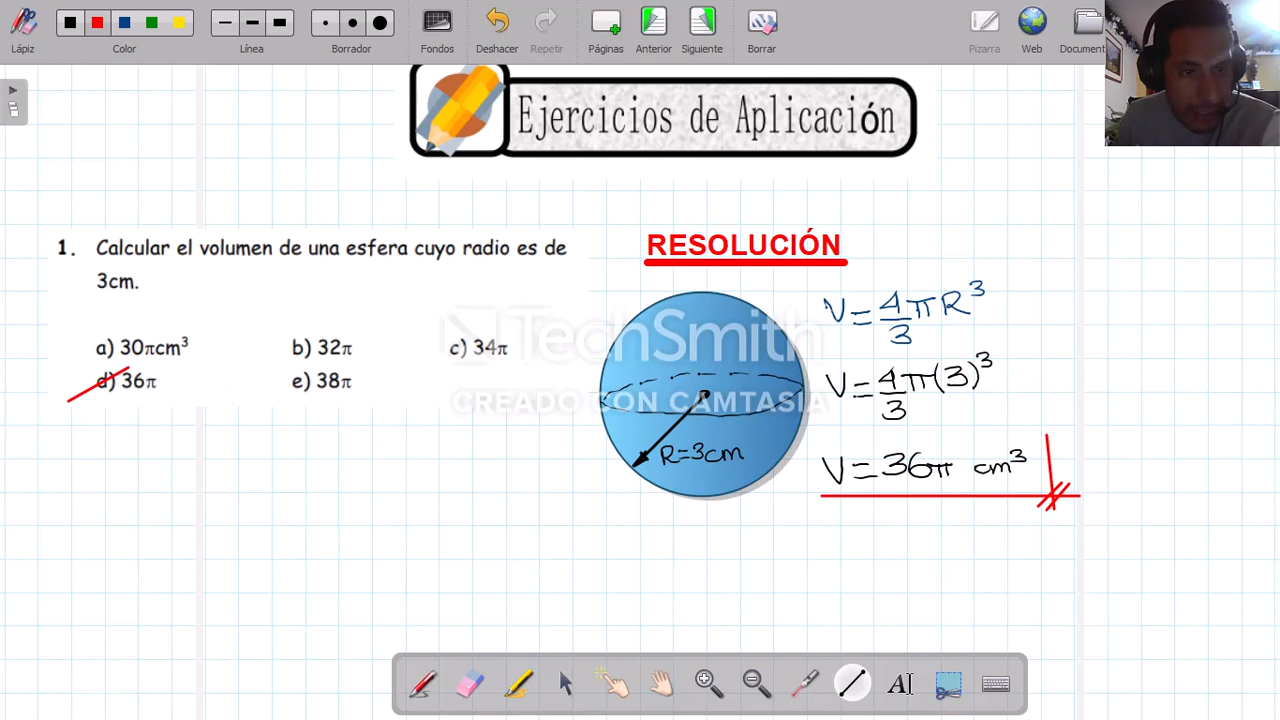 Lápiz
Color
Línea
Borrador
Fondos
Deshacer
Repetir
Páginas
Anterior
Siguiente
Borrar
Pizarra
Web
Document
Ejercicios de Aplicación
1. Calcular el volumen de una esfera cuyo radio es de
3cm.
a) 30πcm³ b) 32π c) 34π
d) 36π e) 38π
RESOLUCIÓN
V = 4/3 πR³
V = 4/3 π(3)³
V = 36π cm³
R=3cm
TechSmith
CREADO CON CAMTASIA
AI